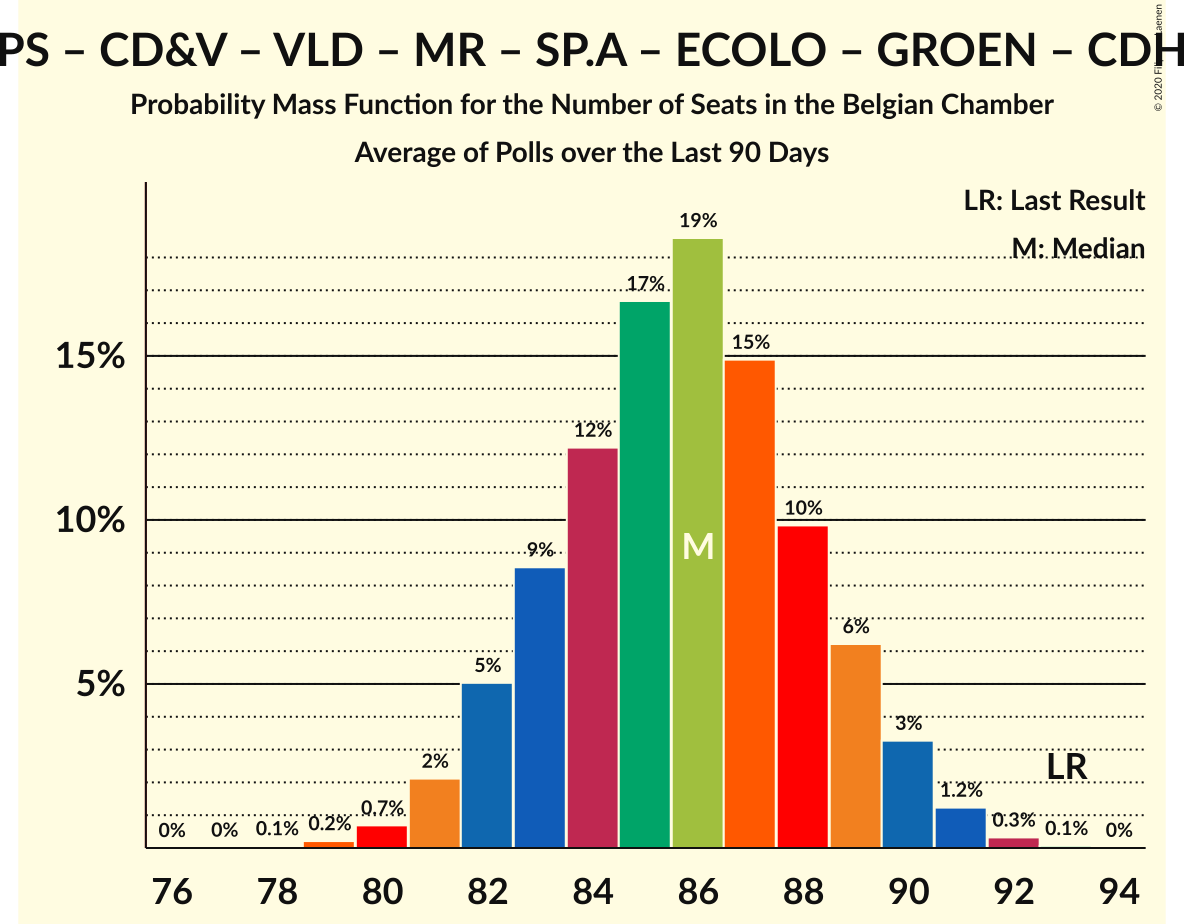 PS – CD&V – VLD – MR – SP.A – ECOLO – GROEN – CDH
Probability Mass Function for the Number of Seats in the Belgian Chamber
Average of Polls over the Last 90 Days
© 2020
LR: Last Result
M: Median
19%
17%
15%
15%
12%
10%
10%
9%
M
6%
5%
5%
3%
LR
2%
1.2%
0.7%
0.3%
0.2%
0% 0% 0.1% 0.1% 0%
76 78 80 82 84 86 88 90 92 94